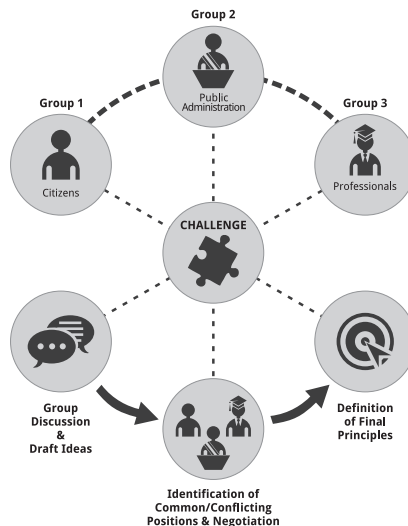 Group 2
Public
Administration
Group 1
Citizens
Group 3
Professionals
CHALLENGE
Group
Discussion
&
Draft Ideas
Identification of
Common/Conflicting
Positions & Negotiation
Definition
of Final
Principles